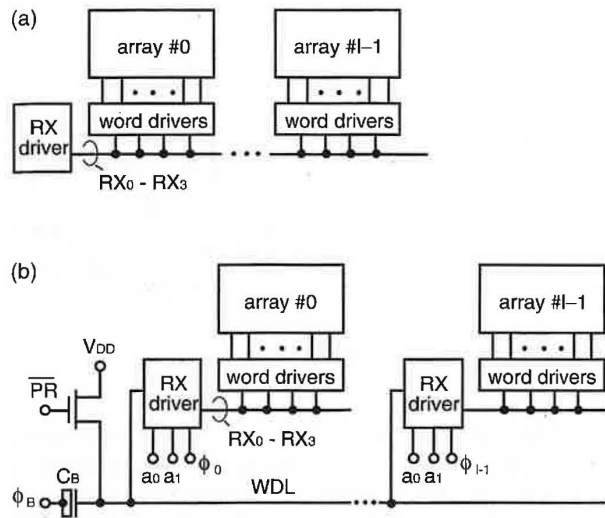 (a)
array #0
array #l–1
word drivers
word drivers
RX
driver
RX0 - RX3
(b)
array #0
array #l–1
VDD
PR
RX
driver
word drivers
RX
driver
word drivers
RX0 - RX3
CB
a0 a1 ϕ0
a0 a1 ϕl-1
ϕB
WDL